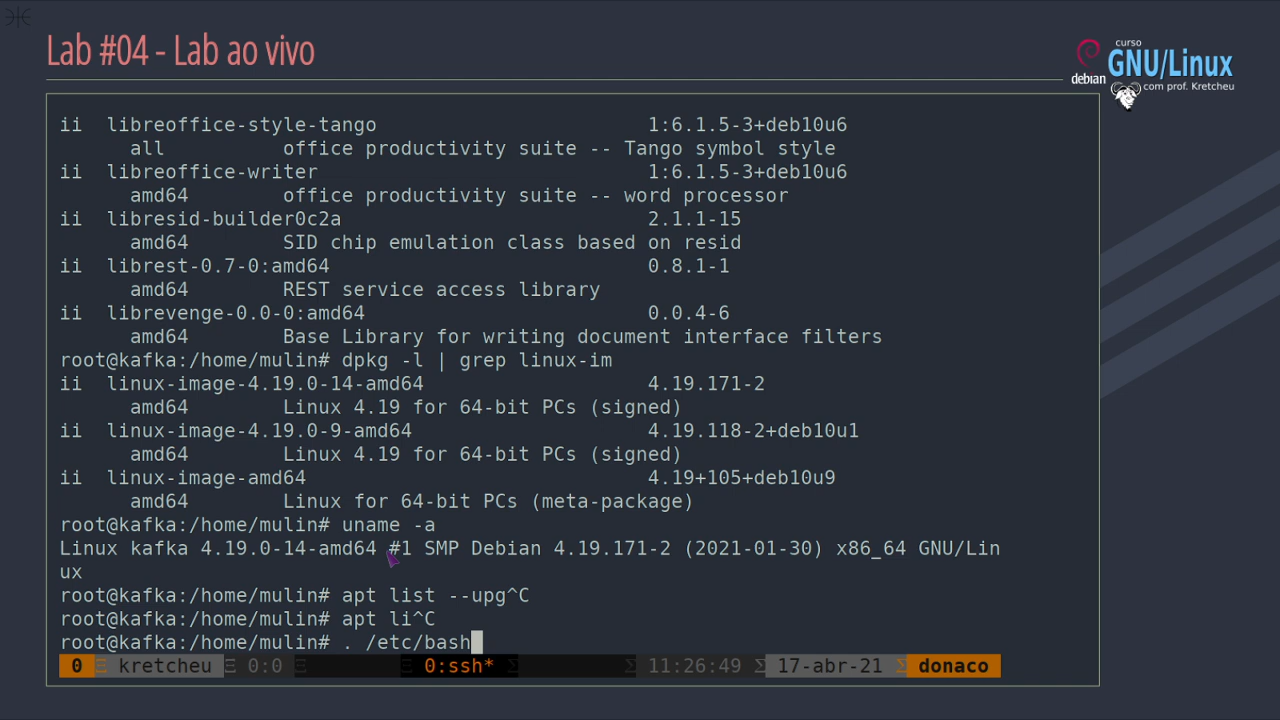 Lab #04 - Lab ao vivo
curso
GNU/Linux
debian
com prof. Kretcheu
ii  libreoffice-style-tango                       1:6.1.5-3+deb10u6
      all          office productivity suite -- Tango symbol style
ii  libreoffice-writer                            1:6.1.5-3+deb10u6
      amd64        office productivity suite -- word processor
ii  libresid-builder0c2a                          2.1.1-15
      amd64        SID chip emulation class based on resid
ii  librest-0.7-0:amd64                           0.8.1-1
      amd64        REST service access library
ii  librevenge-0.0-0:amd64                        0.0.4-6
      amd64        Base Library for writing document interface filters
root@kafka:/home/mulin# dpkg -l | grep linux-im
ii  linux-image-4.19.0-14-amd64                   4.19.171-2
      amd64        Linux 4.19 for 64-bit PCs (signed)
ii  linux-image-4.19.0-9-amd64                    4.19.118-2+deb10u1
      amd64        Linux 4.19 for 64-bit PCs (signed)
ii  linux-image-amd64                             4.19+105+deb10u9
      amd64        Linux for 64-bit PCs (meta-package)
root@kafka:/home/mulin# uname -a
Linux kafka 4.19.0-14-amd64 #1 SMP Debian 4.19.171-2 (2021-01-30) x86_64 GNU/Lin
ux
root@kafka:/home/mulin# apt list --upg^C
root@kafka:/home/mulin# apt li^C
root@kafka:/home/mulin# . /etc/bash
0 Ξ kretcheu Ξ 0:0 Ξ Σ 0:ssh* Σ Σ 11:26:49 Σ 17-abr-21 Σ donaco